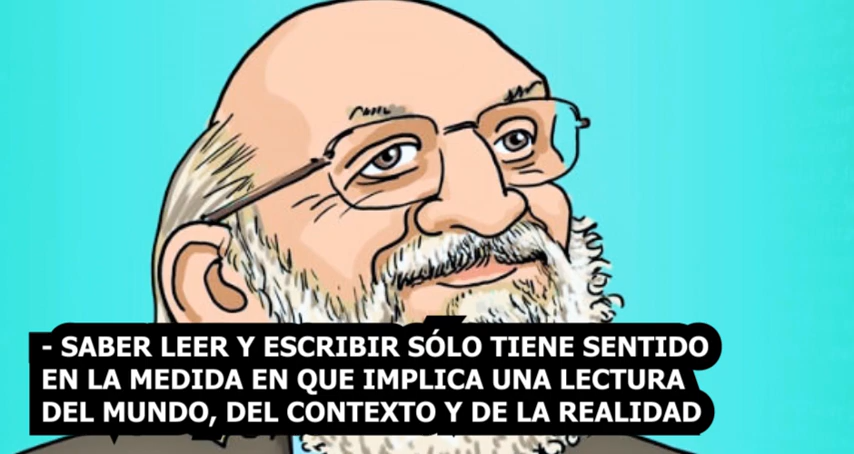 - SABER LEER Y ESCRIBIR SÓLO TIENE SENTIDO
EN LA MEDIDA EN QUE IMPLICA UNA LECTURA
DEL MUNDO, DEL CONTEXTO Y DE LA REALIDAD